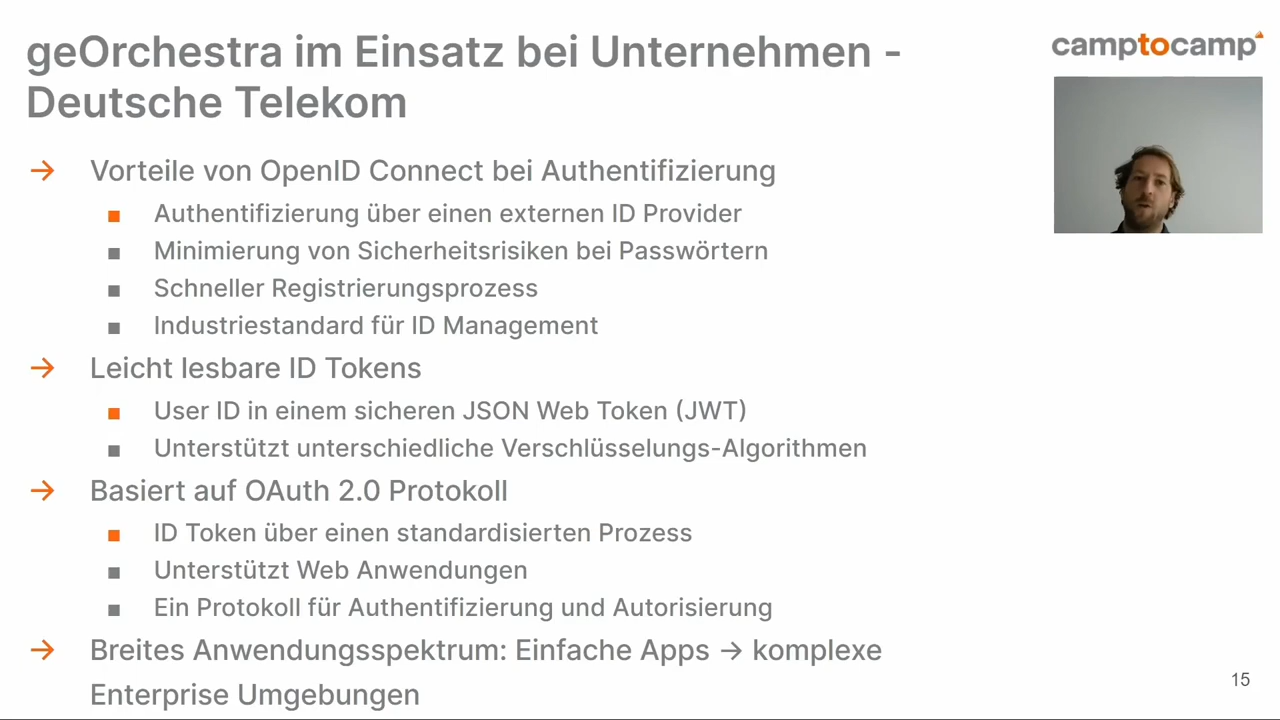 geOrchestra im Einsatz bei Unternehmen -
Deutsche Telekom
camptocamp
→ Vorteile von OpenID Connect bei Authentifizierung
■ Authentifizierung über einen externen ID Provider
■ Minimierung von Sicherheitsrisiken bei Passwörtern
■ Schneller Registrierungsprozess
■ Industriestandard für ID Management
→ Leicht lesbare ID Tokens
■ User ID in einem sicheren JSON Web Token (JWT)
■ Unterstützt unterschiedliche Verschlüsselungs-Algorithmen
→ Basiert auf OAuth 2.0 Protokoll
■ ID Token über einen standardisierten Prozess
■ Unterstützt Web Anwendungen
■ Ein Protokoll für Authentifizierung und Autorisierung
→ Breites Anwendungsspektrum: Einfache Apps → komplexe
Enterprise Umgebungen
15